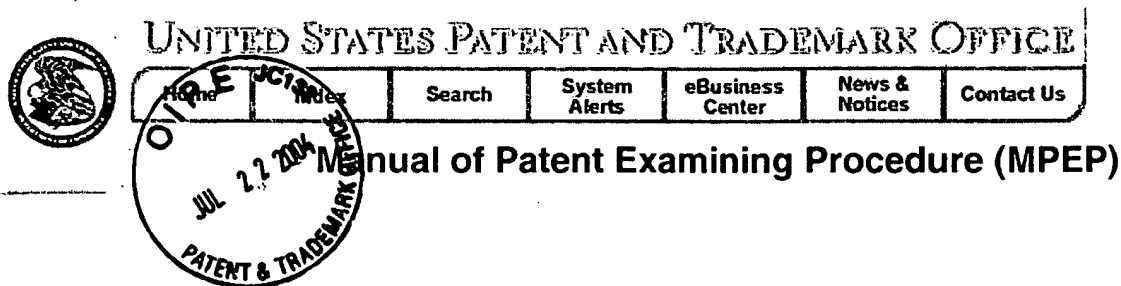 UNITED STATES PATENT AND TRADEMARK OFFICE
Home Index Search System Alerts eBusiness Center News & Notices Contact Us
Manual of Patent Examining Procedure (MPEP)
OIPE
JUL 22 2004
PATENT & TRADEMARK OFFICE